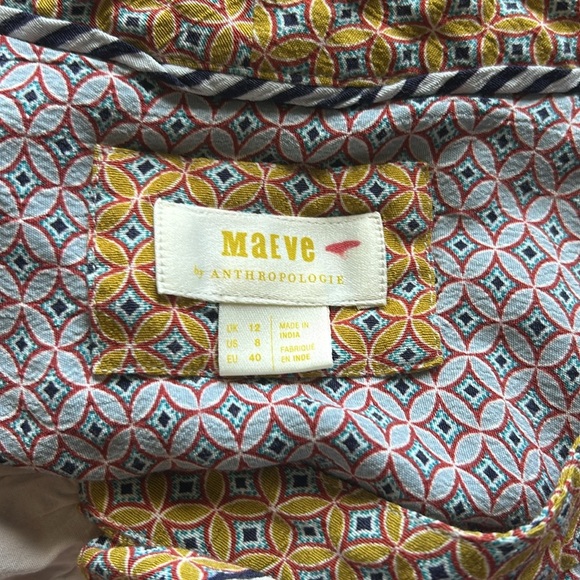 MaEve
by ANTHROPOLOGIE
UK 12
US 8
EU 40
MADE IN
INDIA
FABRIQUÉ
EN INDE